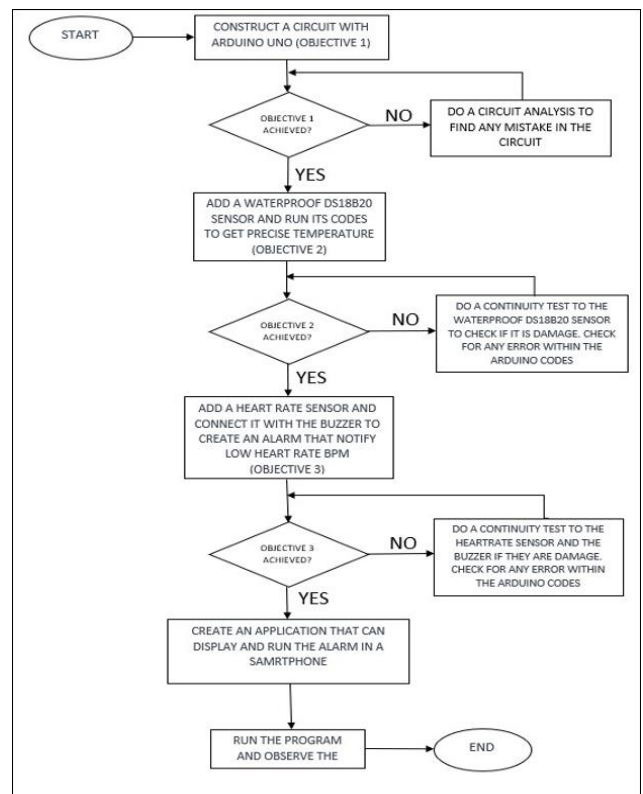 START
CONSTRUCT A CIRCUIT WITH
ARDUINO UNO (OBJECTIVE 1)
OBJECTIVE 1
ACHIEVED?
NO
DO A CIRCUIT ANALYSIS TO
FIND ANY MISTAKE IN THE
CIRCUIT
YES
ADD A WATERPROOF DS18B20
SENSOR AND RUN ITS CODES
TO GET PRECISE TEMPERATURE
(OBJECTIVE 2)
OBJECTIVE 2
ACHIEVED?
NO
DO A CONTINUITY TEST TO THE
WATERPROOF DS18B20 SENSOR
TO CHECK IF IT IS DAMAGE. CHECK
FOR ANY ERROR WITHIN THE
ARDUINO CODES
YES
ADD A HEART RATE SENSOR AND
CONNECT IT WITH THE BUZZER TO
CREATE AN ALARM THAT NOTIFY
LOW HEART RATE BPM
(OBJECTIVE 3)
OBJECTIVE 3
ACHIEVED?
NO
DO A CONTINUITY TEST TO THE
HEARTRATE SENSOR AND THE
BUZZER IF THEY ARE DAMAGE.
CHECK FOR ANY ERROR WITHIN
THE ARDUINO CODES
YES
CREATE AN APPLICATION THAT CAN
DISPLAY AND RUN THE ALARM IN A
SAMRTPHONE
RUN THE PROGRAM
AND OBSERVE THE
END